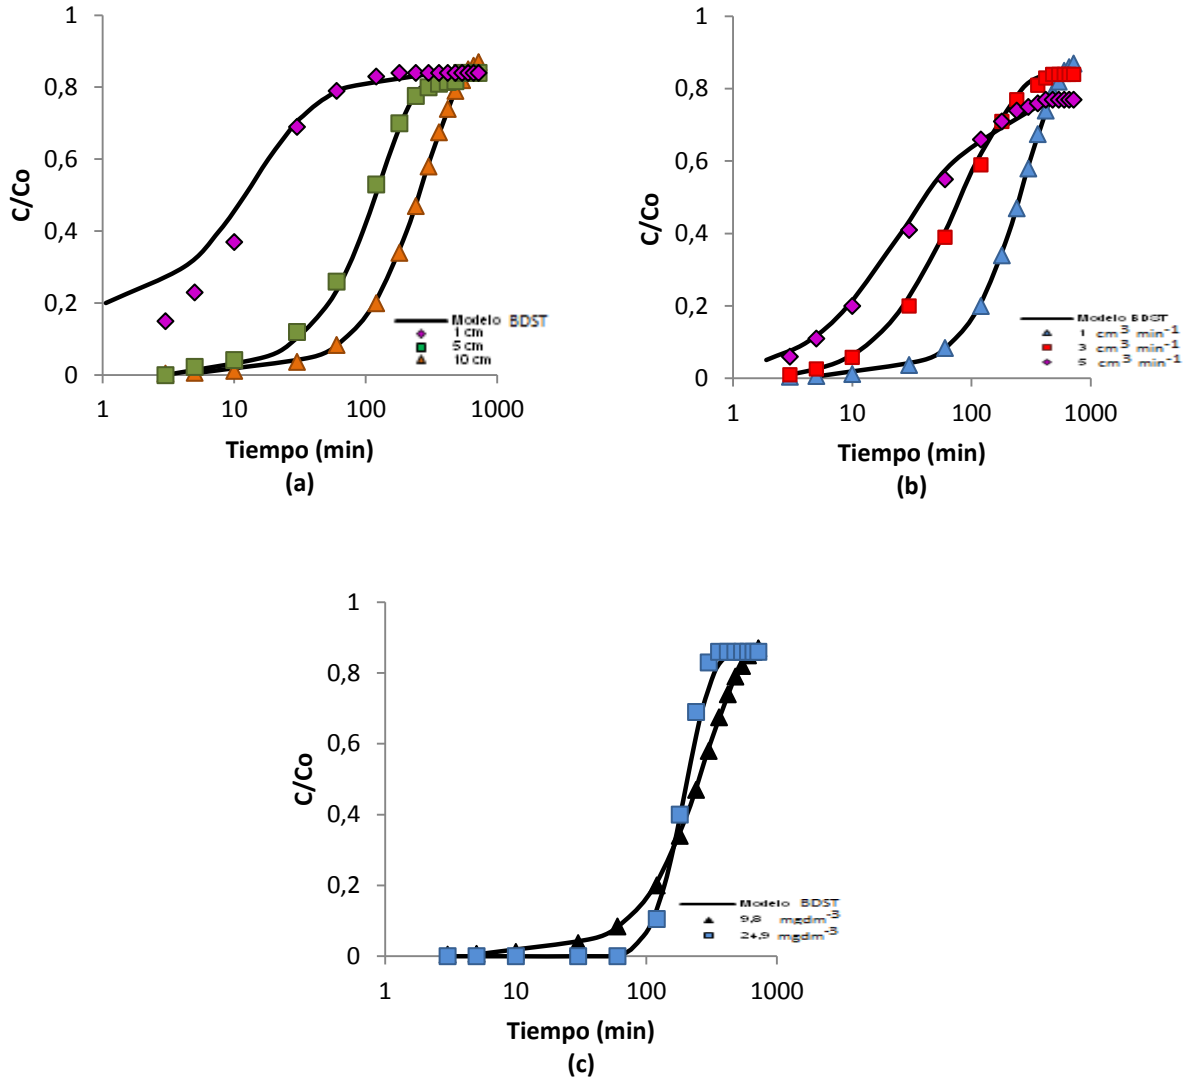 1
0,8
0,6
0,4
0,2
0
C/Co
1 10 100 1000
Tiempo (min)
(a)
Modelo BDST
1 cm
5 cm
10 cm
1
0,8
0,6
0,4
0,2
0
C/Co
1 10 100 1000
Tiempo (min)
(b)
Modelo BDST
1 cm³ min⁻¹
3 cm³ min⁻¹
5 cm³ min⁻¹
1
0,8
0,6
0,4
0,2
0
C/Co
1 10 100 1000
Tiempo (min)
(c)
Modelo BDST
9,8 mgdm⁻³
24,9 mgdm⁻³